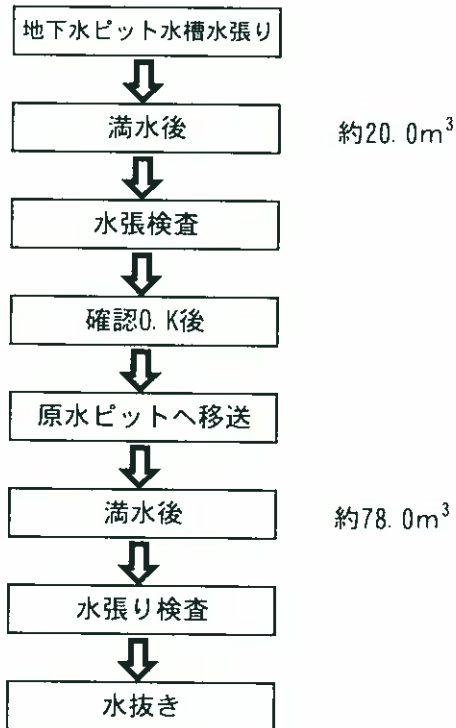 地下水ピット水槽水張り
満水後 約20.0m³
水張検査
確認O.K後
原水ピットへ移送
満水後 約78.0m³
水張り検査
水抜き